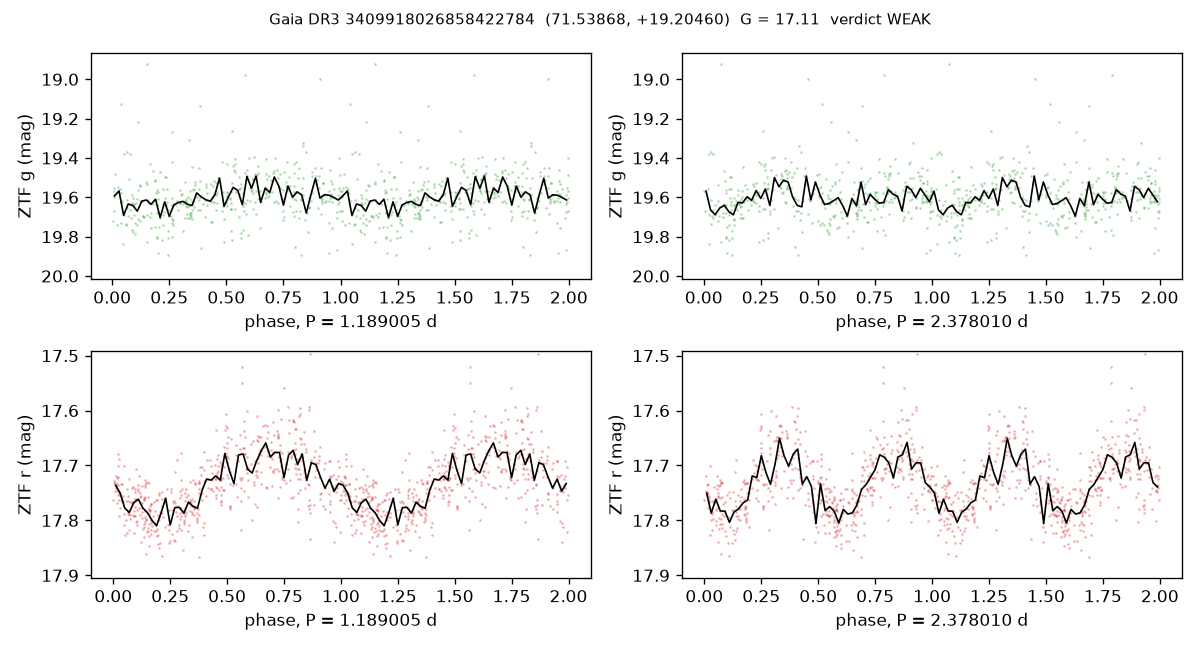 Gaia DR3 3409918026858422784 (71.53868, +19.20460) G = 17.11 verdict WEAK
ZTF g (mag)
19.0
19.2
19.4
19.6
19.8
20.0
0.00 0.25 0.50 0.75 1.00 1.25 1.50 1.75 2.00
phase, P = 1.189005 d
ZTF g (mag)
19.0
19.2
19.4
19.6
19.8
20.0
0.00 0.25 0.50 0.75 1.00 1.25 1.50 1.75 2.00
phase, P = 2.378010 d
ZTF r (mag)
17.5
17.6
17.7
17.8
17.9
0.00 0.25 0.50 0.75 1.00 1.25 1.50 1.75 2.00
phase, P = 1.189005 d
ZTF r (mag)
17.5
17.6
17.7
17.8
17.9
0.00 0.25 0.50 0.75 1.00 1.25 1.50 1.75 2.00
phase, P = 2.378010 d